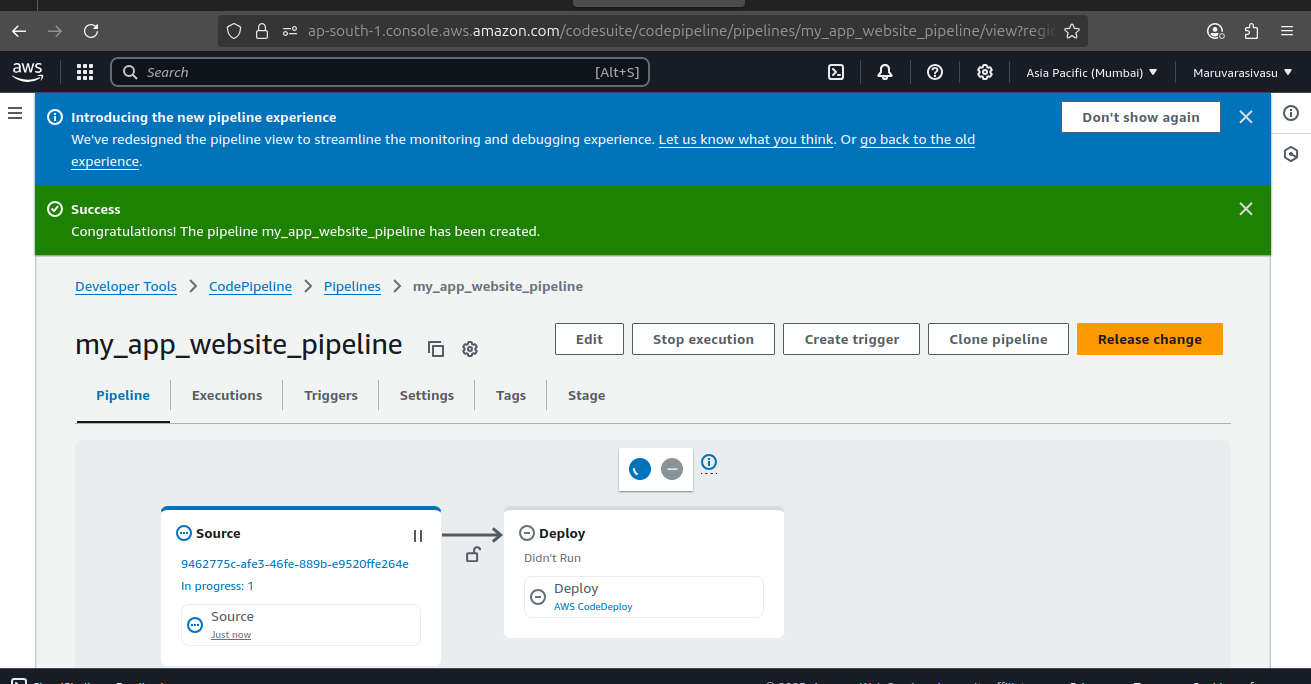 ap-south-1.console.aws.amazon.com/codesuite/codepipeline/pipelines/my_app_website_pipeline/view?regi
aws
Search
[Alt+S]
Asia Pacific (Mumbai)
Maruvarasivasu
Introducing the new pipeline experience
We've redesigned the pipeline view to streamline the monitoring and debugging experience. Let us know what you think. Or go back to the old
experience.
Don't show again
Success
Congratulations! The pipeline my_app_website_pipeline has been created.
Developer Tools
CodePipeline
Pipelines
my_app_website_pipeline
my_app_website_pipeline
Edit
Stop execution
Create trigger
Clone pipeline
Release change
Pipeline
Executions
Triggers
Settings
Tags
Stage
Source
9462775c-afe3-46fe-889b-e9520ffe264e
In progress: 1
Source
Just now
Deploy
Didn't Run
Deploy
AWS CodeDeploy